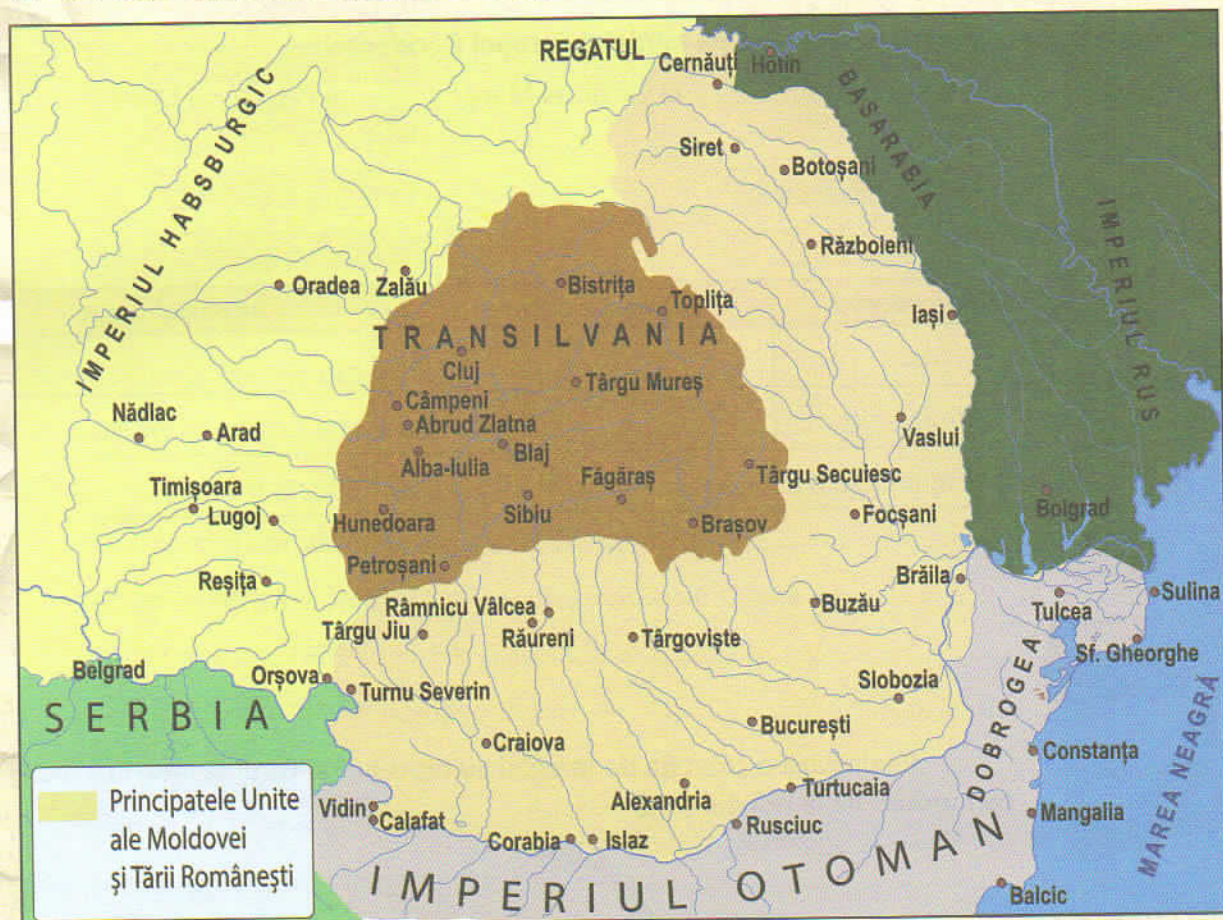 REGATUL
Cernăuți
Hotin
BASARABIA
IMPERIUL HABSBURGIC
Siret
Botoșani
IMPERIUL RUS
Războieni
Oradea
Zalău
Bistrița
Toplița
Iași
TRANSILVANIA
Cluj
Târgu Mureș
Câmpeni
Nădlac
Arad
Abrud Zlatna
Vaslui
Blaj
Alba-Iulia
Târgu Secuiesc
Timișoara
Făgăraș
Lugoj
Hunedoara
Sibiu
Brașov
Focșani
Bolgrad
Petroșani
Reșița
Brăila
Râmnicu Vâlcea
Buzău
Tulcea
Sulina
Târgu Jiu
Răureni
Târgoviște
Sf. Gheorghe
Belgrad
Orșova
Turnu Severin
Slobozia
SERBIA
București
DOBROGEA
Craiova
Constanța
MAREA NEAGRĂ
Principatele Unite
ale Moldovei
și Tării Românești
Vidin
Calafat
Alexandria
Turtucaia
Mangalia
Corabia
Islaz
Rusciuc
IMPERIUL OTOMAN
Balcic